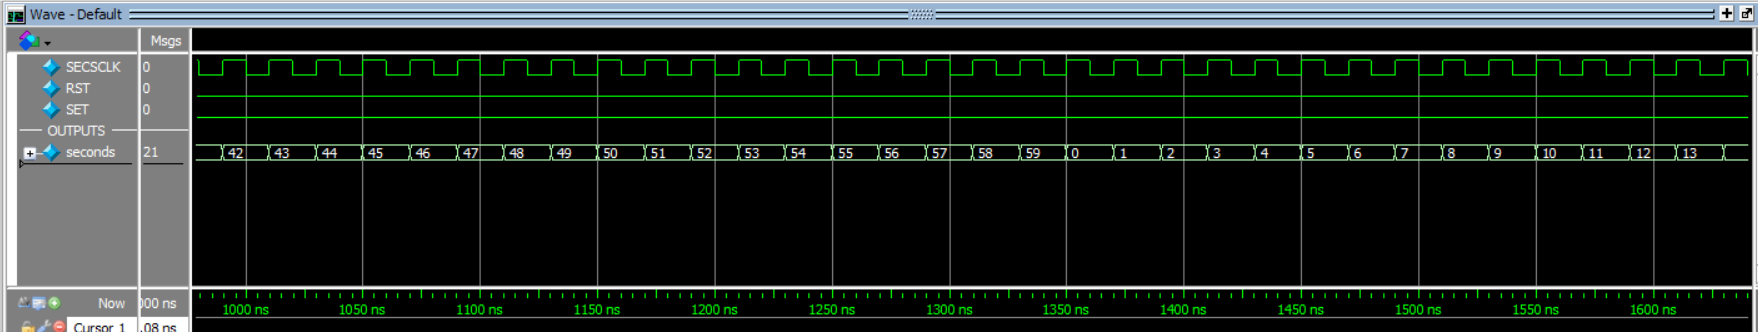 Wave - Default
Msgs
SECSCLK 0
RST 0
SET 0
OUTPUTS
seconds 21 42 43 44 45 46 47 48 49 50 51 52 53 54 55 56 57 58 59 0 1 2 3 4 5 6 7 8 9 10 11 12 13
Now 000 ns 1000 ns 1050 ns 1100 ns 1150 ns 1200 ns 1250 ns 1300 ns 1350 ns 1400 ns 1450 ns 1500 ns 1550 ns 1600 ns
Cursor 1 .08 ns